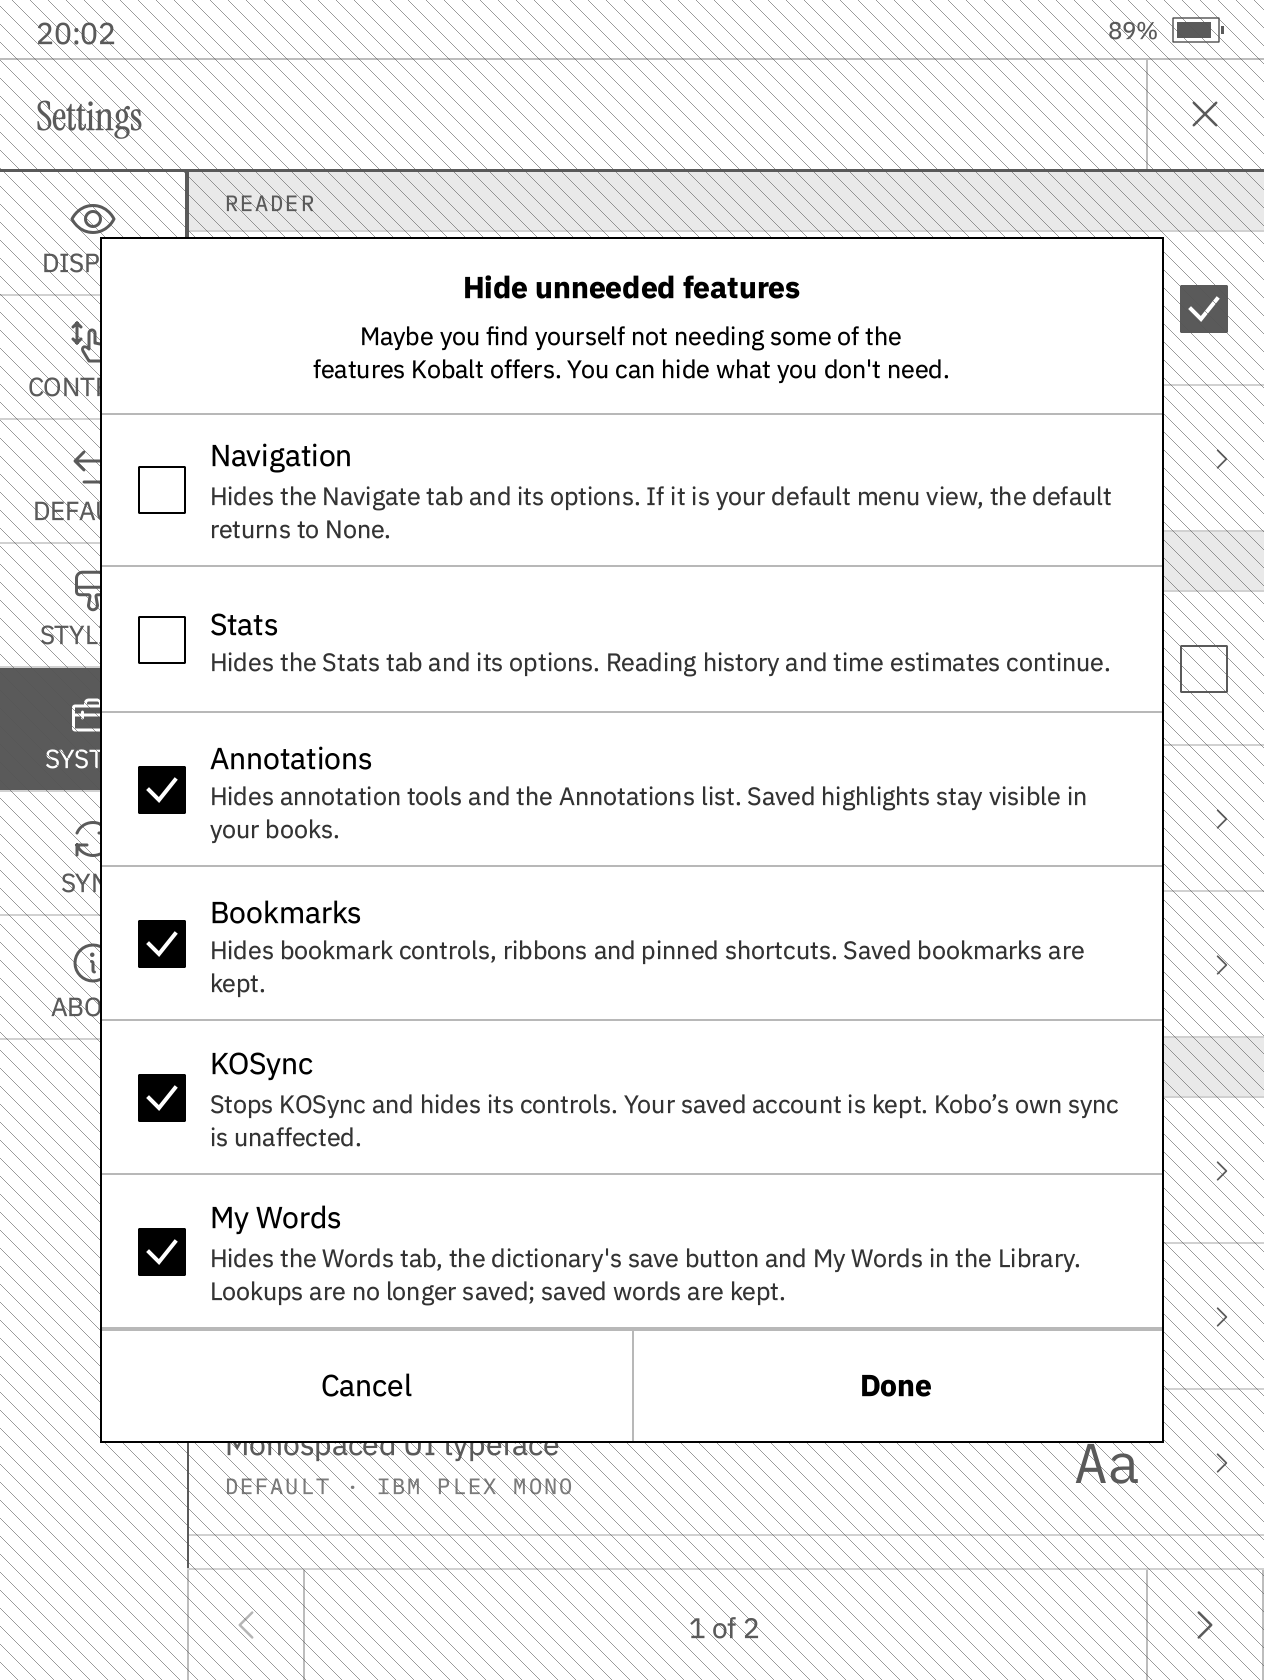 20:02
89%
Settings
READER
DISP
CONT
DEFAU
STYL
SYST
SYN
ABO
Hide unneeded features
Maybe you find yourself not needing some of the
features Kobalt offers. You can hide what you don't need.
Navigation
Hides the Navigate tab and its options. If it is your default menu view, the default
returns to None.
Stats
Hides the Stats tab and its options. Reading history and time estimates continue.
Annotations
Hides annotation tools and the Annotations list. Saved highlights stay visible in
your books.
Bookmarks
Hides bookmark controls, ribbons and pinned shortcuts. Saved bookmarks are
kept.
KOSync
Stops KOSync and hides its controls. Your saved account is kept. Kobo’s own sync
is unaffected.
My Words
Hides the Words tab, the dictionary's save button and My Words in the Library.
Lookups are no longer saved; saved words are kept.
Cancel
Done
Monospaced UI typeface
DEFAULT · IBM PLEX MONO
Aa
1 of 2